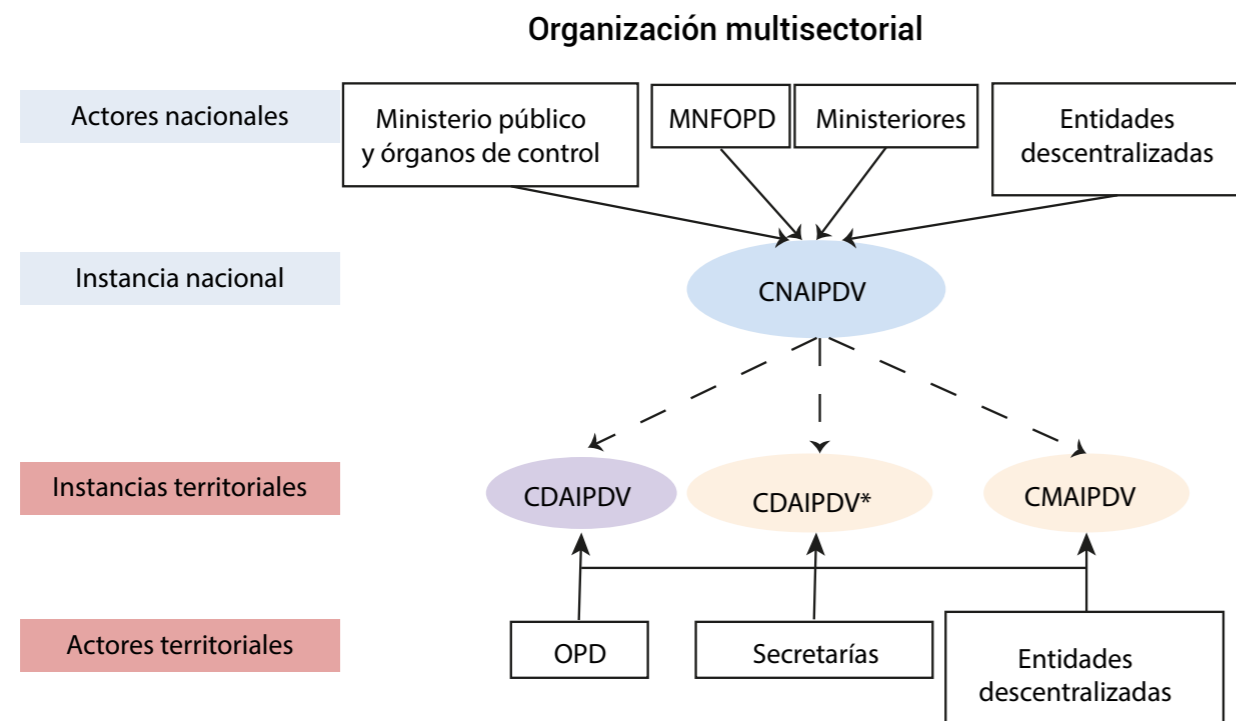 Organización multisectorial
Actores nacionales
Ministerio público
y órganos de control
MNFOPD
Ministeriores
Entidades
descentralizadas
Instancia nacional
CNAIPDV
Instancias territoriales
CDAIPDV
CDAIPDV*
CMAIPDV
Actores territoriales
OPD
Secretarías
Entidades
descentralizadas